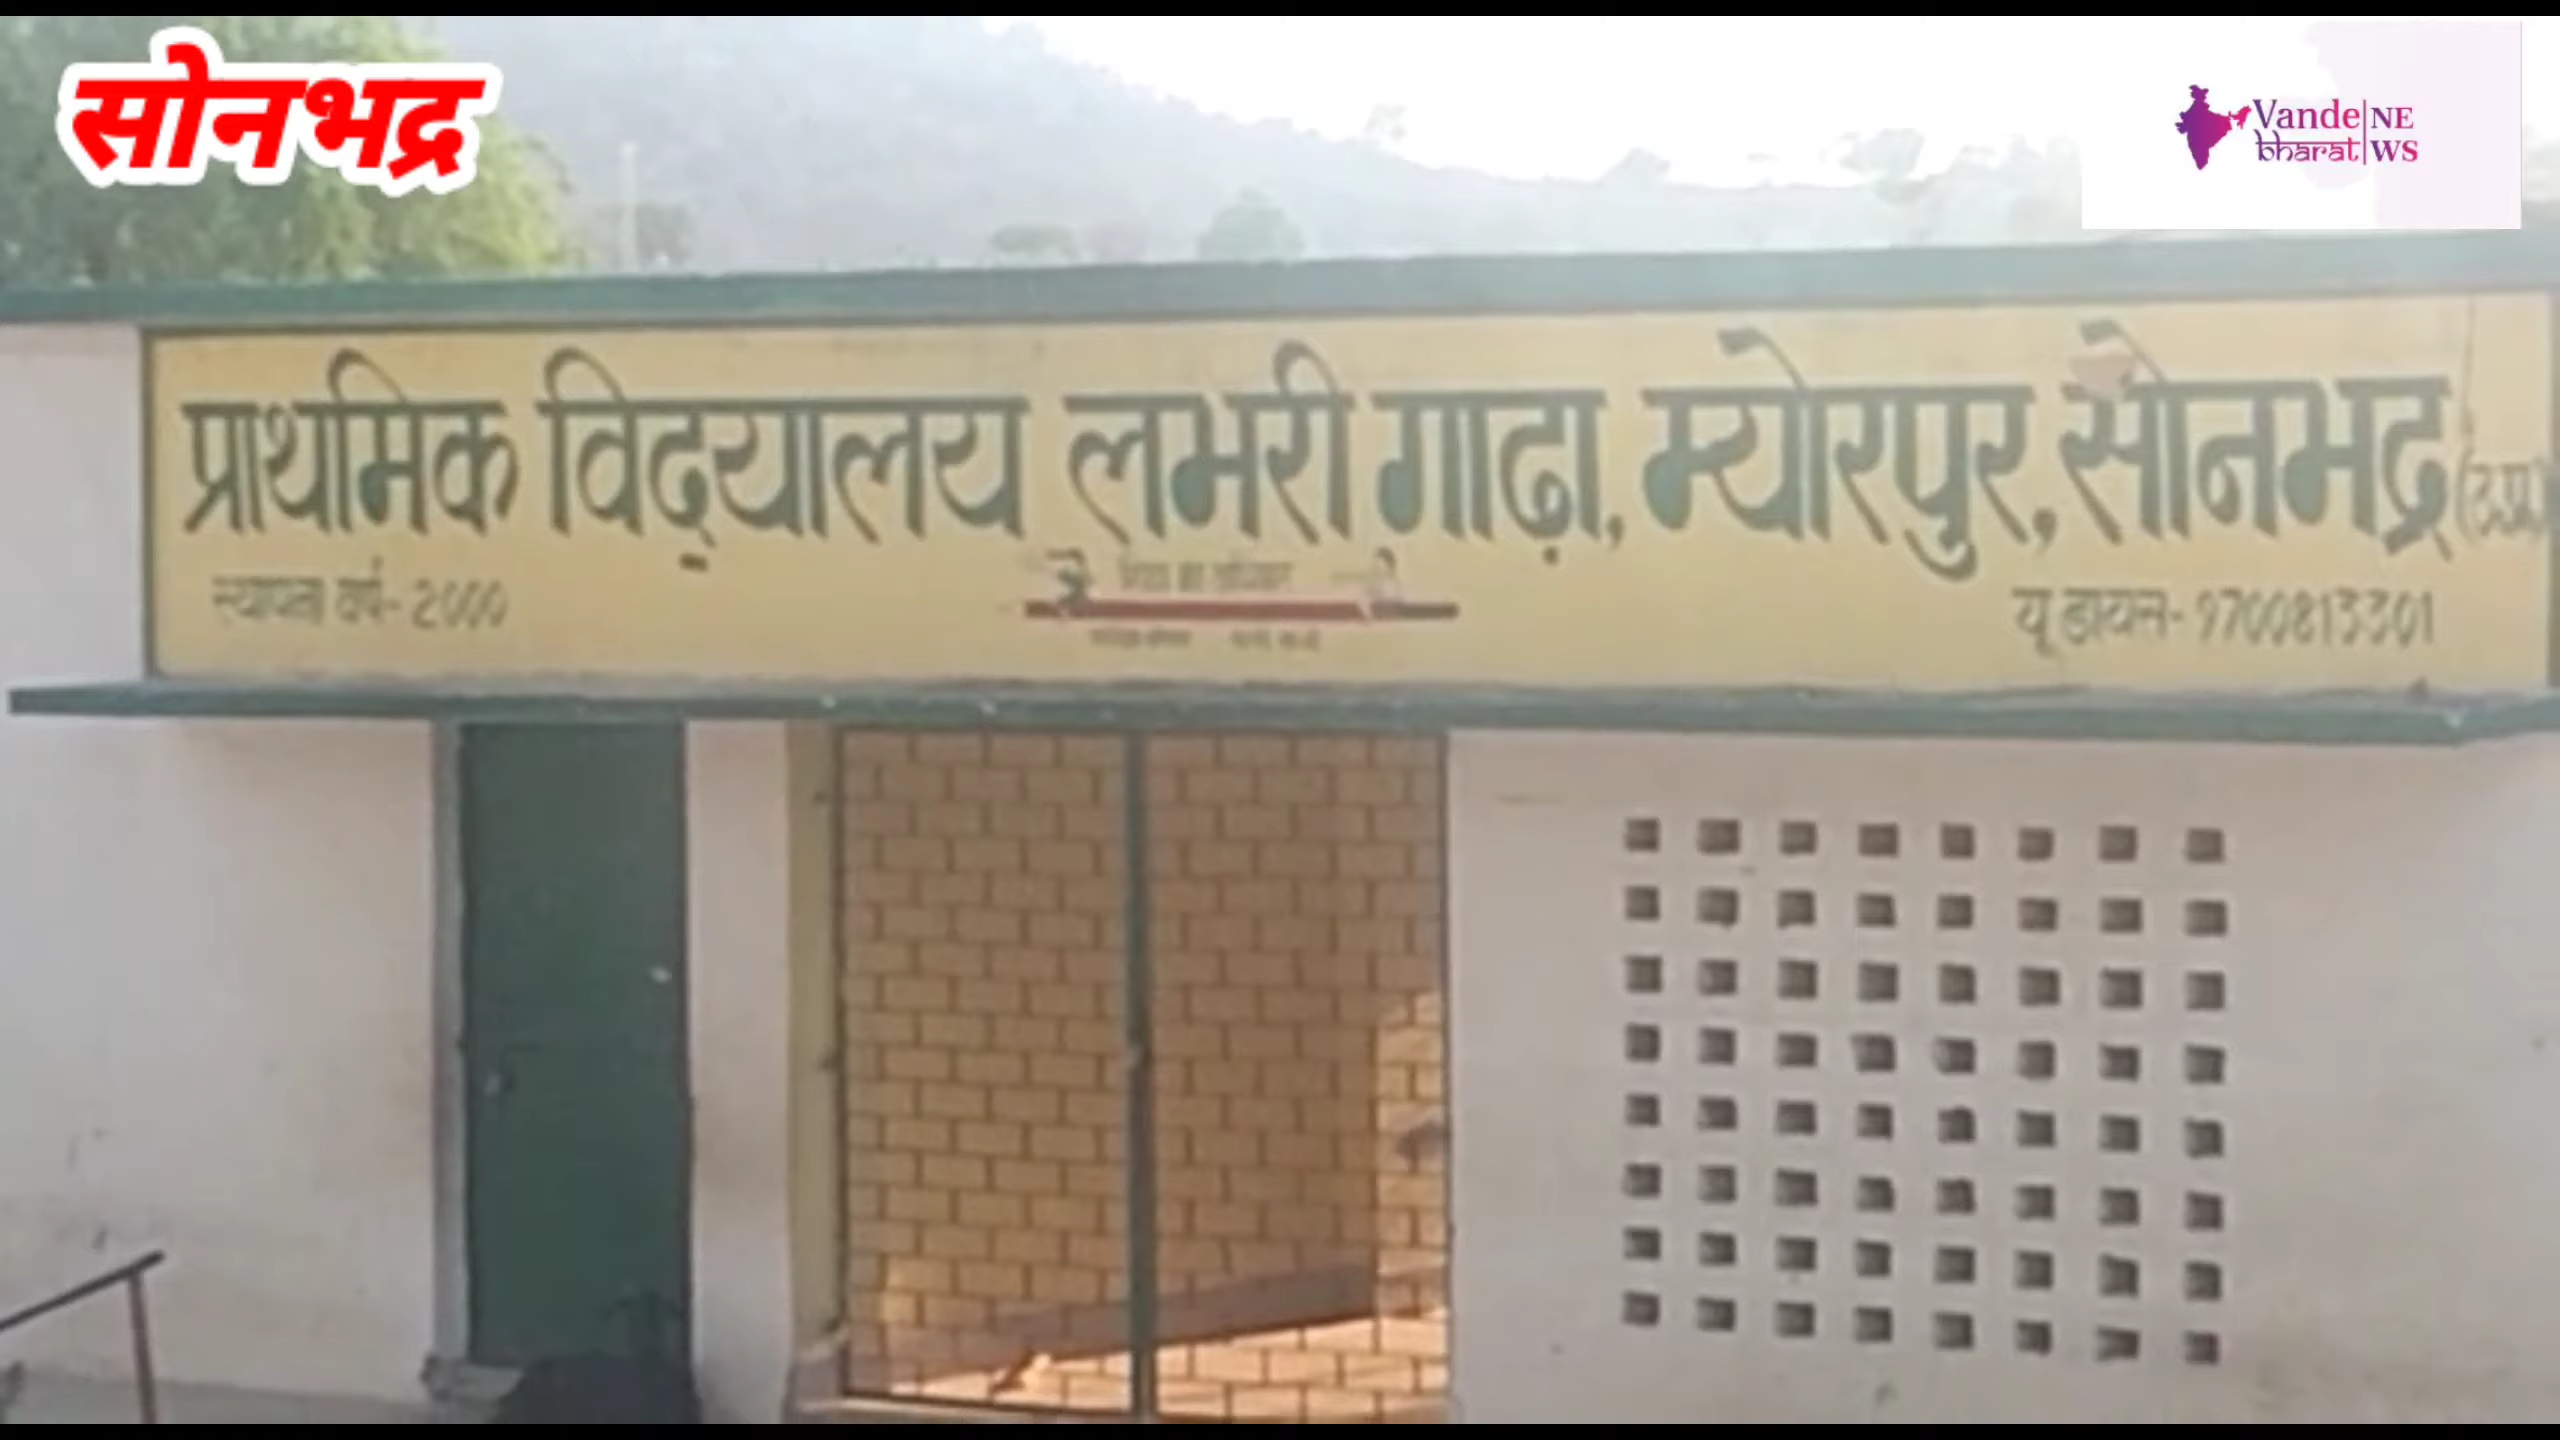 सोनभद्र
Vande NE
bharat WS
प्राथमिक विद्यालय लभरी गाढ़ा, म्योरपुर, सोनभद्र (उ.प्र.)
स्थापना वर्ष- 2000
यू डायस- 9700813301